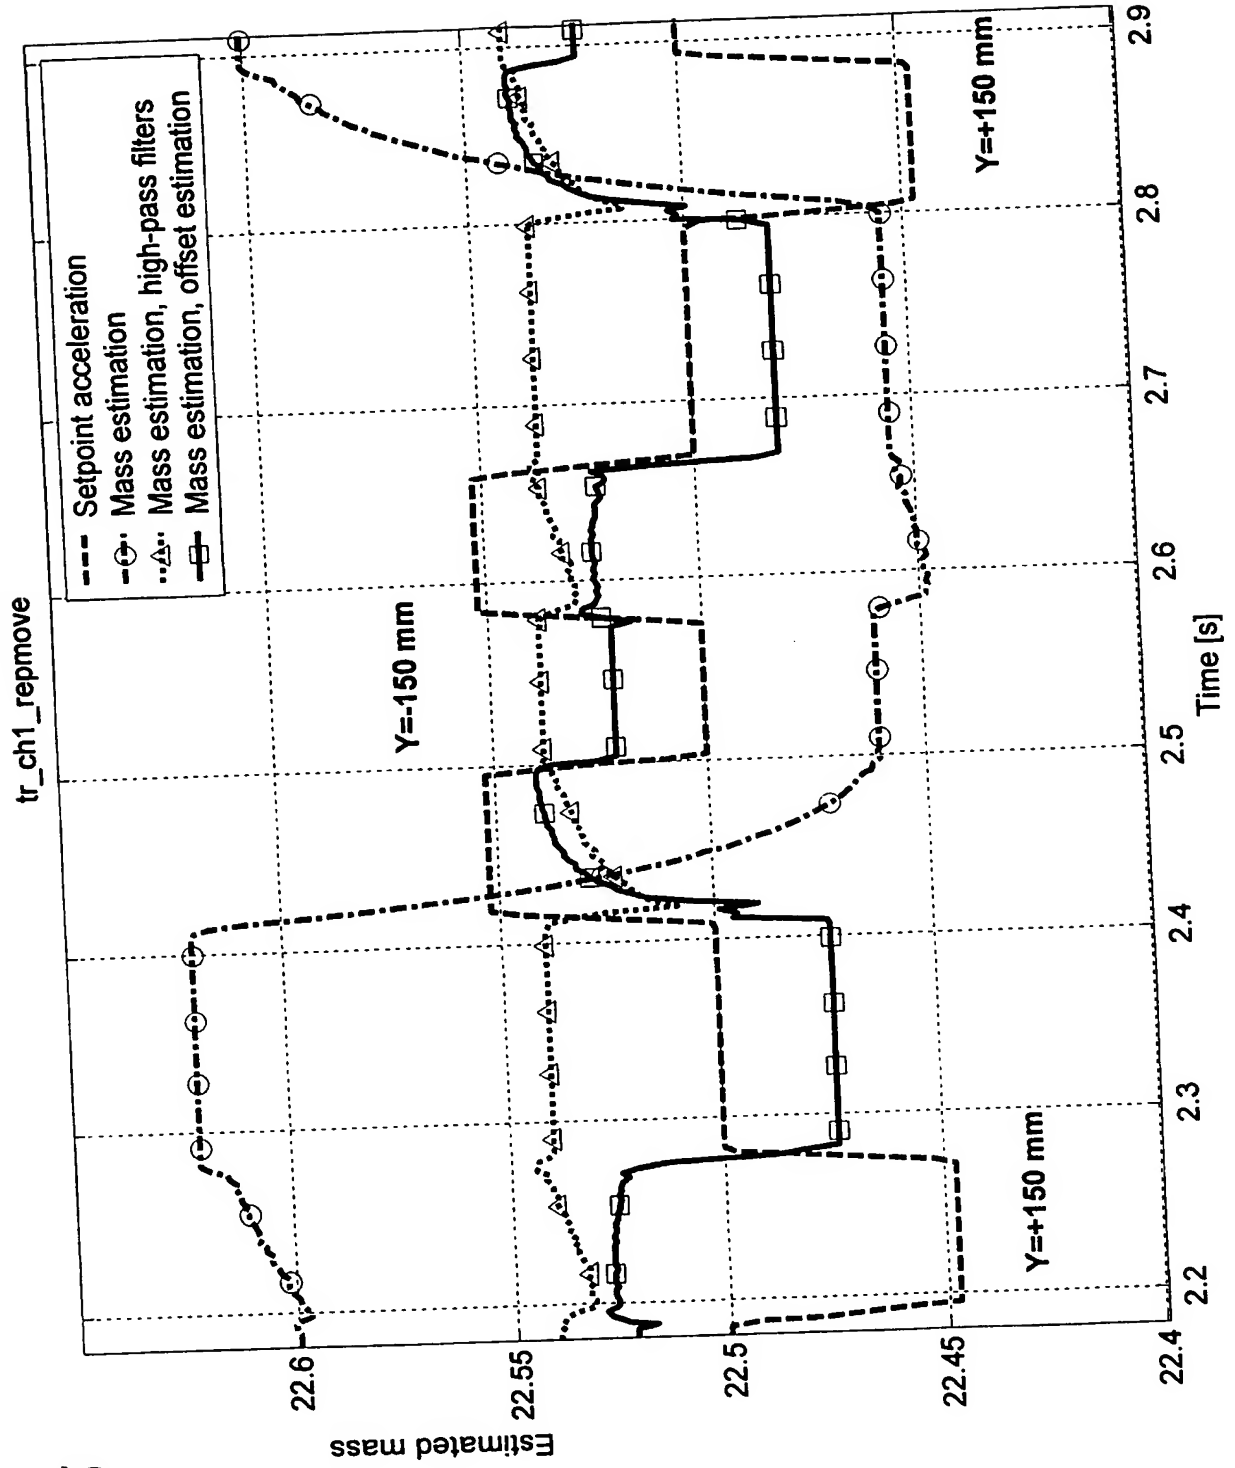 tr_ch1_repmove
Setpoint acceleration
Mass estimation
Mass estimation, high-pass filters
Mass estimation, offset estimation
Y=-150 mm
Y=+150 mm
Y=+150 mm
Estimated mass
22.6
22.55
22.5
22.45
22.4
2.2
2.3
2.4
2.5
2.6
2.7
2.8
2.9
Time [s]